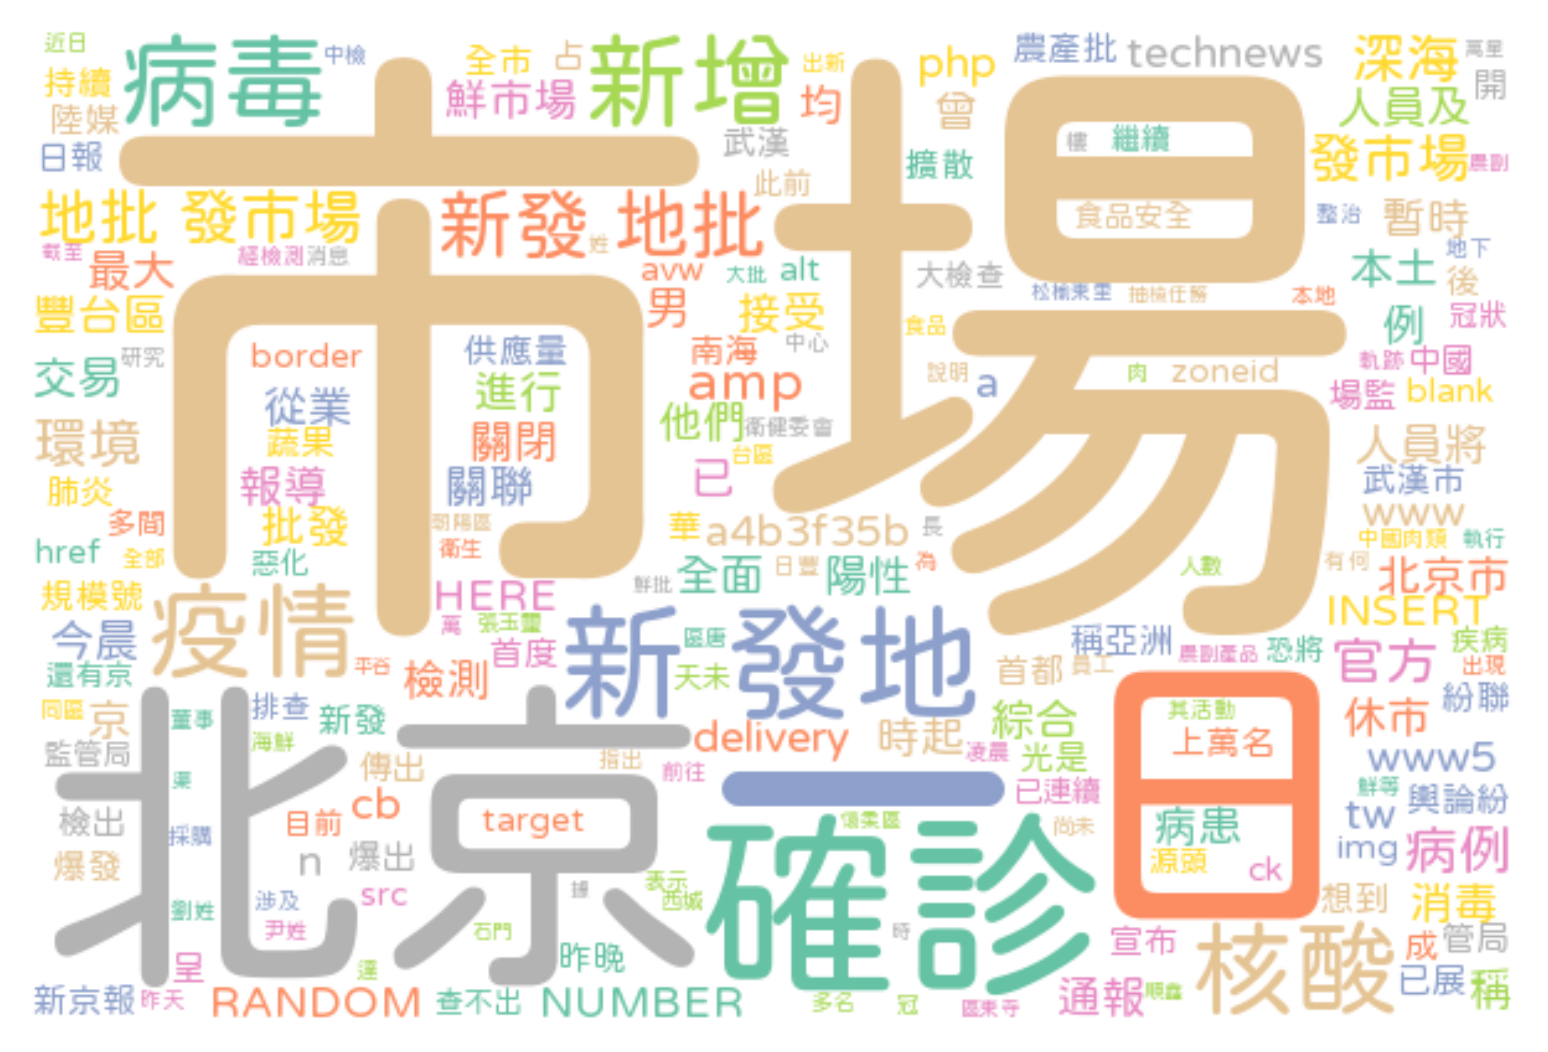 近日 病毒 中檢 全市 占 新增 出新 php 農產批 technews 深海 萬星
持續 鮮市場 均 曾 人員及 開
陸媒 武漢 樓 繼續 發市場
日報 擴散 農副
地批 發市場 新發 地批 此前 食品安全 整治 暫時
市場
截至 最大 經檢測 消息 姓 avw 大批 alt 大檢查 本土 地下 後
豐台區 男 接受 松榆東里 抽檢任務 本地 例 冠狀
食品
交易 研究 border 供應量 南海 中心 軌跡 中國
從業 進行 amp 說明 a 肉 zoneid 場監 blank
環境 蔬果 關閉 他們 衛健委會 人員將
台區
肺炎 報導 關聯 已 武漢市
多間 批發 朝陽區 華 a4b3f35b 長 www
href 全部 惡化 衛生 日豐 為 中國肉類 執行
規模號 疫情 HERE 鮮批 全面 陽性 人數 有何 北京市
INSERT
今晨 萬 張玉璽 新 發地 區唐 稱亞洲 農副產品 恐將 官方 疾病
還有京 平谷 檢測 首度 天未 首都 員工 出現
同區 京 董事 排查 新發 綜合 日 其活動 休市 紛聯
監管局 海鮮 delivery 時起 凌晨 光是 上萬名 www5
北京 一
渠 傳出 指出 前往 已連續 鮮等
檢出 採購 目前 cb target 確診 領柔區 尚未 病患 tw 輿論紛
爆發 n 爆出 源頭 ck img 病例
劉姓 涉及 src 據 表示 西城 想到 消毒
尹姓 石門 時 宣布 核酸 成 管局
呈 達 昨晚 已展 稱
新京報 昨天 RANDOM 查不出 NUMBER 多名 冠 區東寺 通報 順鑫